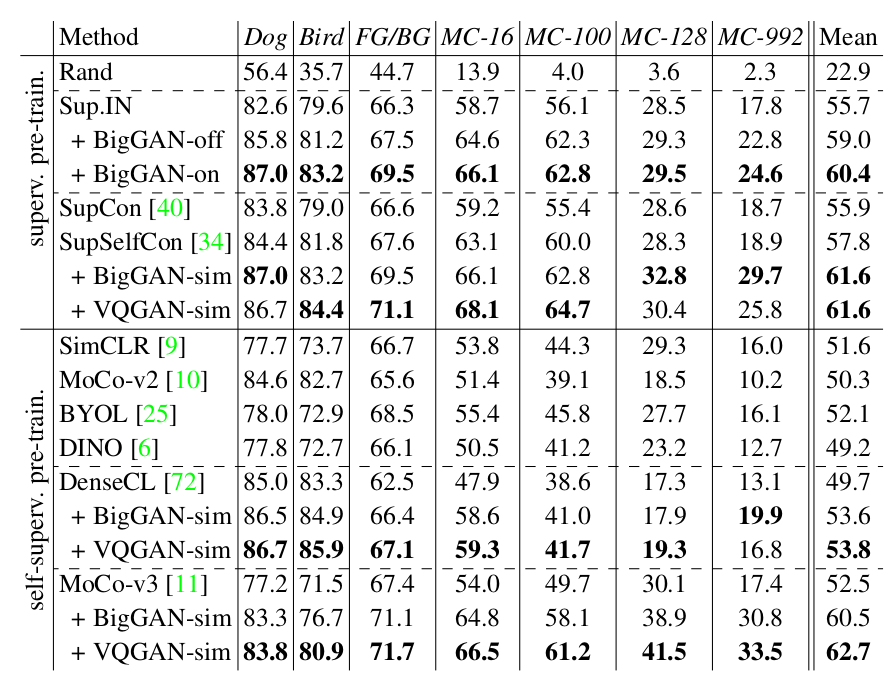 Method Dog Bird FG/BG MC-16 MC-100 MC-128 MC-992 Mean
superv. pre-train.
Rand 56.4 35.7 44.7 13.9 4.0 3.6 2.3 22.9
Sup.IN 82.6 79.6 66.3 58.7 56.1 28.5 17.8 55.7
+ BigGAN-off 85.8 81.2 67.5 64.6 62.3 29.3 22.8 59.0
+ BigGAN-on 87.0 83.2 69.5 66.1 62.8 29.5 24.6 60.4
SupCon [40] 83.8 79.0 66.6 59.2 55.4 28.6 18.7 55.9
SupSelfCon [34] 84.4 81.8 67.6 63.1 60.0 28.3 18.9 57.8
+ BigGAN-sim 87.0 83.2 69.5 66.1 62.8 32.8 29.7 61.6
+ VQGAN-sim 86.7 84.4 71.1 68.1 64.7 30.4 25.8 61.6
self-superv. pre-train.
SimCLR [9] 77.7 73.7 66.7 53.8 44.3 29.3 16.0 51.6
MoCo-v2 [10] 84.6 82.7 65.6 51.4 39.1 18.5 10.2 50.3
BYOL [25] 78.0 72.9 68.5 55.4 45.8 27.7 16.1 52.1
DINO [6] 77.8 72.7 66.1 50.5 41.2 23.2 12.7 49.2
DenseCL [72] 85.0 83.3 62.5 47.9 38.6 17.3 13.1 49.7
+ BigGAN-sim 86.5 84.9 66.4 58.6 41.0 17.9 19.9 53.6
+ VQGAN-sim 86.7 85.9 67.1 59.3 41.7 19.3 16.8 53.8
MoCo-v3 [11] 77.2 71.5 67.4 54.0 49.7 30.1 17.4 52.5
+ BigGAN-sim 83.3 76.7 71.1 64.8 58.1 38.9 30.8 60.5
+ VQGAN-sim 83.8 80.9 71.7 66.5 61.2 41.5 33.5 62.7